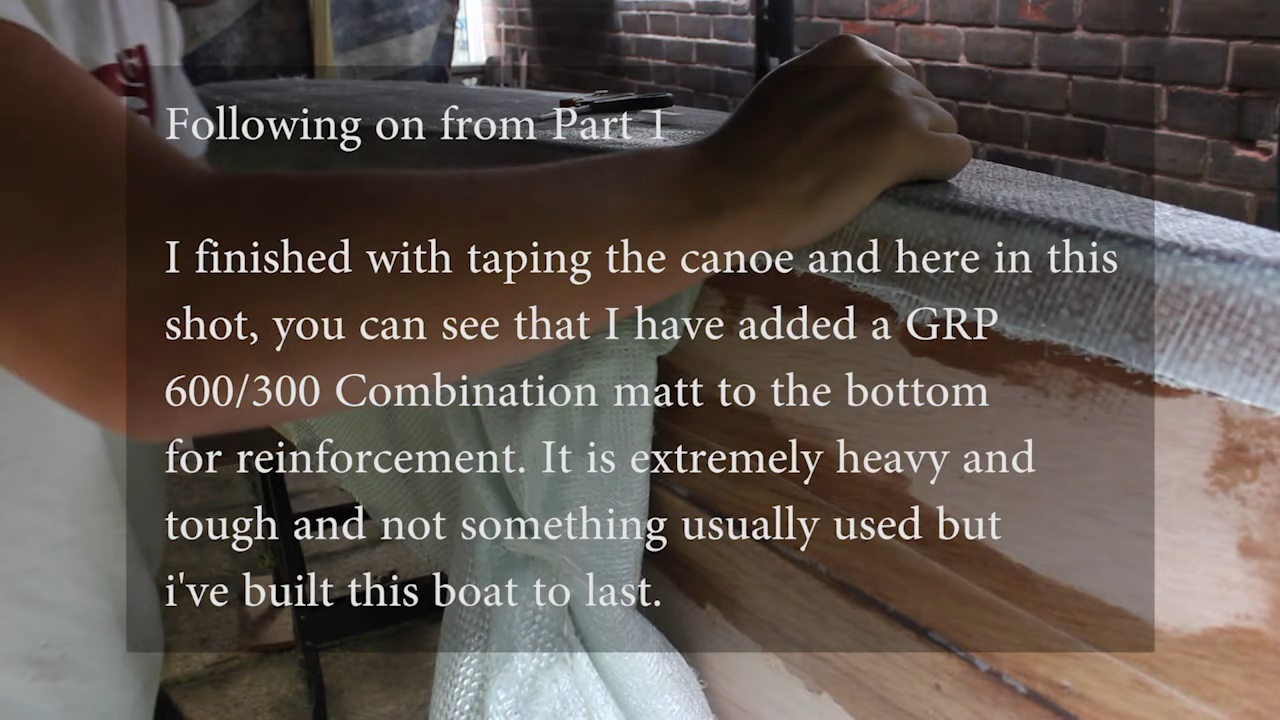 Following on from Part 1
I finished with taping the canoe and here in this
shot, you can see that I have added a GRP
600/300 Combination matt to the bottom
for reinforcement. It is extremely heavy and
tough and not something usually used but
i've built this boat to last.